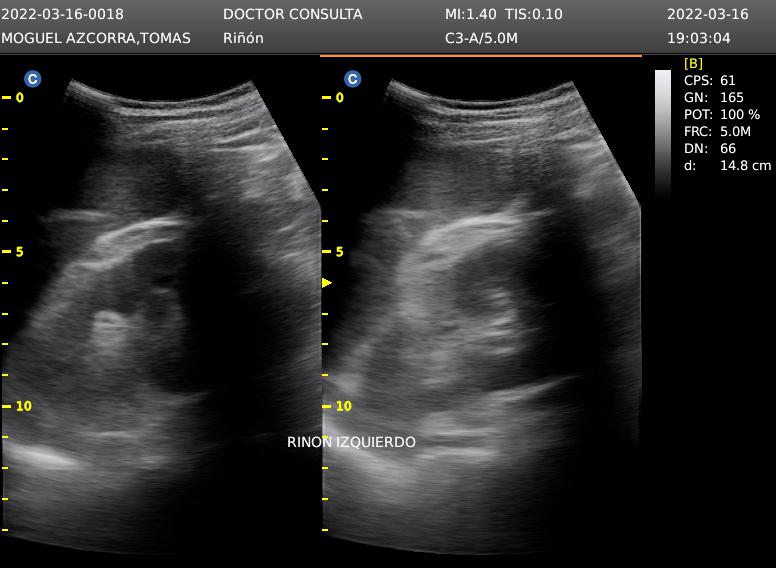 2022-03-16-0018 DOCTOR CONSULTA MI:1.40 TIS:0.10 2022-03-16
MOGUEL AZCORRA,TOMAS Riñón C3-A/5.0M 19:03:04
C C
[B]
0 0
CPS: 61
GN: 165
POT: 100 %
FRC: 5.0M
DN: 66
d: 14.8 cm
5 5
10 10
RINON IZQUIERDO